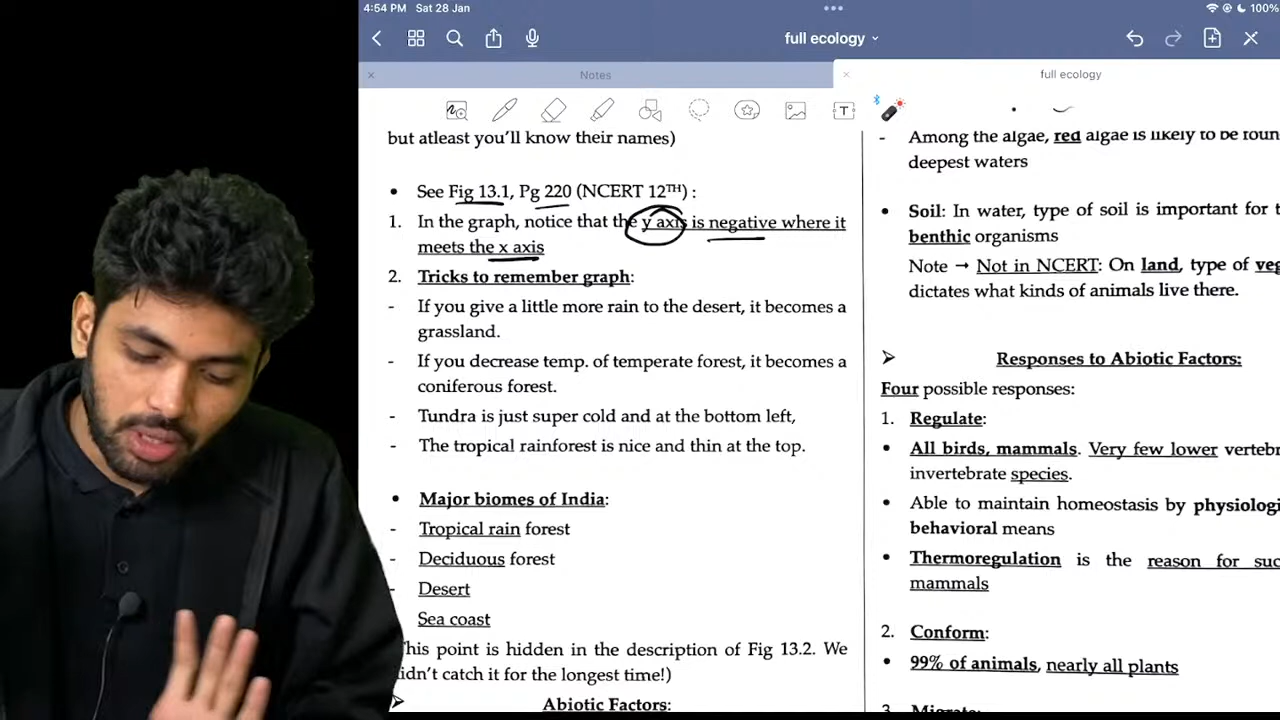 4:54 PM Sat 28 Jan
100%
full ecology
Notes
full ecology
but atleast you'll know their names)
• See Fig 13.1, Pg 220 (NCERT 12TH) :
1. In the graph, notice that the y axis is negative where it
meets the x axis
2. Tricks to remember graph:
- If you give a little more rain to the desert, it becomes a
grassland.
- If you decrease temp. of temperate forest, it becomes a
coniferous forest.
- Tundra is just super cold and at the bottom left,
- The tropical rainforest is nice and thin at the top.
• Major biomes of India:
- Tropical rain forest
- Deciduous forest
- Desert
Sea coast
his point is hidden in the description of Fig 13.2. We
idn't catch it for the longest time!)
➤ Abiotic Factors:
- Among the algae, red algae is likely to be foun
deepest waters
• Soil: In water, type of soil is important for t
benthic organisms
Note → Not in NCERT: On land, type of veg
dictates what kinds of animals live there.
➤ Responses to Abiotic Factors:
Four possible responses:
1. Regulate:
• All birds, mammals. Very few lower vertebr
invertebrate species.
• Able to maintain homeostasis by physiologi
behavioral means
• Thermoregulation is the reason for suc
mammals
2. Conform:
• 99% of animals, nearly all plants
3. Migrate: